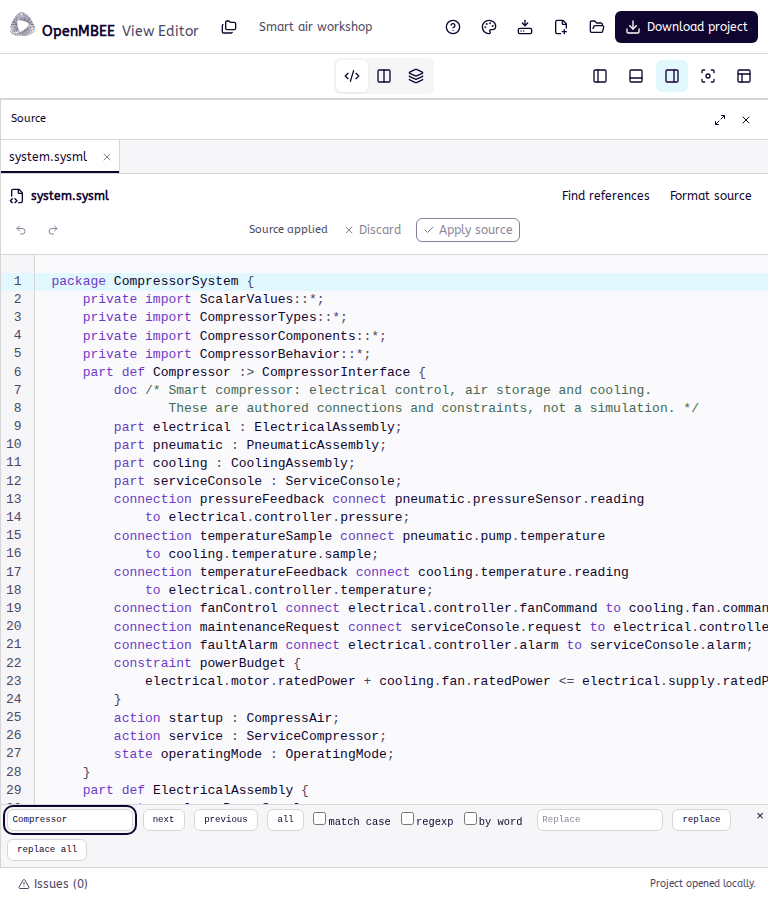 OpenMBEE View Editor Smart air workshop Download project
Source
system.sysml
system.sysml Find references Format source
Source applied Discard Apply source
1 package CompressorSystem {
2 private import ScalarValues::*;
3 private import CompressorTypes::*;
4 private import CompressorComponents::*;
5 private import CompressorBehavior::*;
6 part def Compressor :> CompressorInterface {
7 doc /* Smart compressor: electrical control, air storage and cooling.
8 These are authored connections and constraints, not a simulation. */
9 part electrical : ElectricalAssembly;
10 part pneumatic : PneumaticAssembly;
11 part cooling : CoolingAssembly;
12 part serviceConsole : ServiceConsole;
13 connection pressureFeedback connect pneumatic.pressureSensor.reading
14 to electrical.controller.pressure;
15 connection temperatureSample connect pneumatic.pump.temperature
16 to cooling.temperature.sample;
17 connection temperatureFeedback connect cooling.temperature.reading
18 to electrical.controller.temperature;
19 connection fanControl connect electrical.controller.fanCommand to cooling.fan.comman
20 connection maintenanceRequest connect serviceConsole.request to electrical.controlle
21 connection faultAlarm connect electrical.controller.alarm to serviceConsole.alarm;
22 constraint powerBudget {
23 electrical.motor.ratedPower + cooling.fan.ratedPower <= electrical.supply.ratedP
24 }
25 action startup : CompressAir;
26 action service : ServiceCompressor;
27 state operatingMode : OperatingMode;
28 }
29 part def ElectricalAssembly {
Compressor next previous all match case regexp by word Replace replace
replace all
Issues (0) Project opened locally.